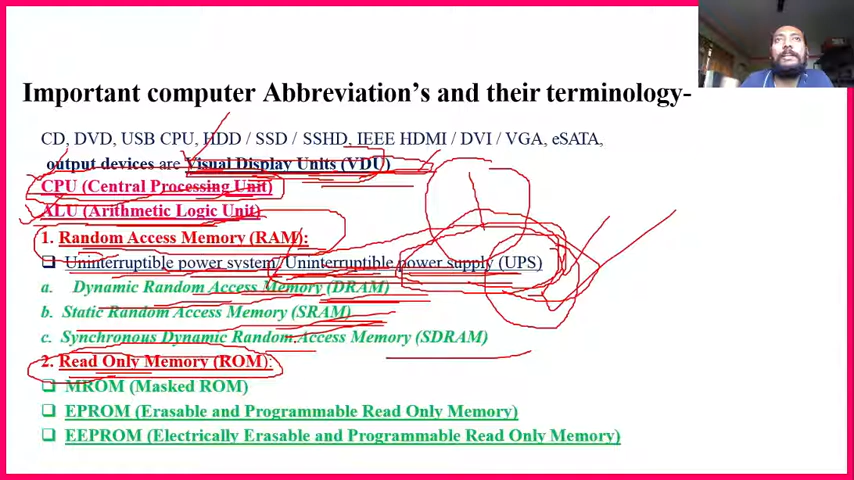 Important computer Abbreviation's and their terminology-
CD, DVD, USB CPU, HDD / SSD / SSHD, IEEE HDMI / DVI / VGA, eSATA,
output devices are Visual Display Units (VDU)
CPU (Central Processing Unit)
ALU (Arithmetic Logic Unit)
1. Random Access Memory (RAM):
❑ Uninterruptible power system/ Uninterruptible power supply (UPS)
a. Dynamic Random Access Memory (DRAM)
b. Static Random Access Memory (SRAM)
c. Synchronous Dynamic Random Access Memory (SDRAM)
2. Read Only Memory (ROM):
❑ MROM (Masked ROM)
❑ EPROM (Erasable and Programmable Read Only Memory)
❑ EEPROM (Electrically Erasable and Programmable Read Only Memory)